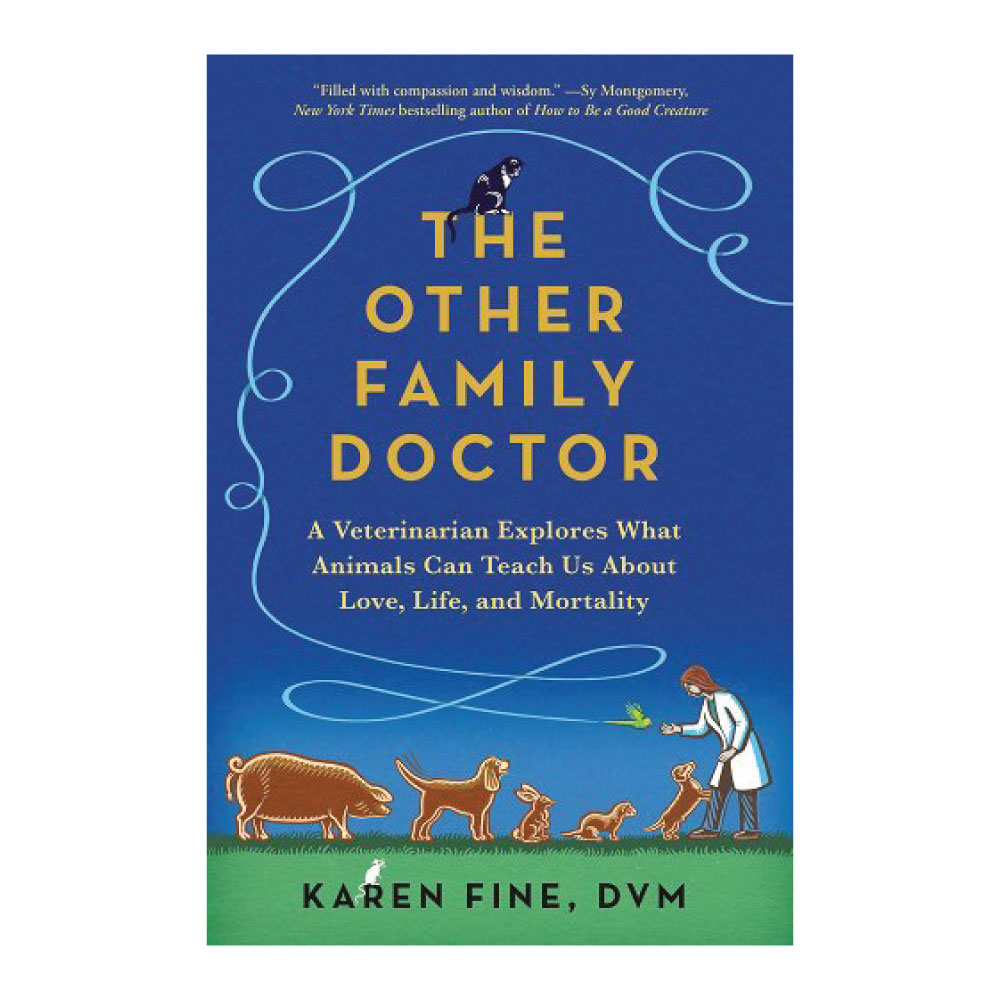 “Filled with compassion and wisdom.” —Sy Montgomery,
New York Times bestselling author of How to Be a Good Creature
THE
OTHER
FAMILY
DOCTOR
A Veterinarian Explores What
Animals Can Teach Us About
Love, Life, and Mortality
KAREN FINE, DVM